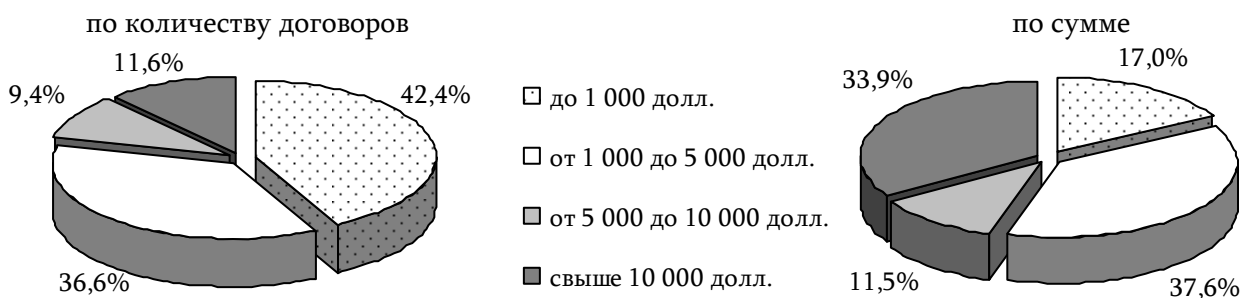 по количеству договоров
11,6%
9,4%
42,4%
36,6%
до 1 000 долл.
от 1 000 до 5 000 долл.
от 5 000 до 10 000 долл.
свыше 10 000 долл.
по сумме
17,0%
33,9%
11,5%
37,6%